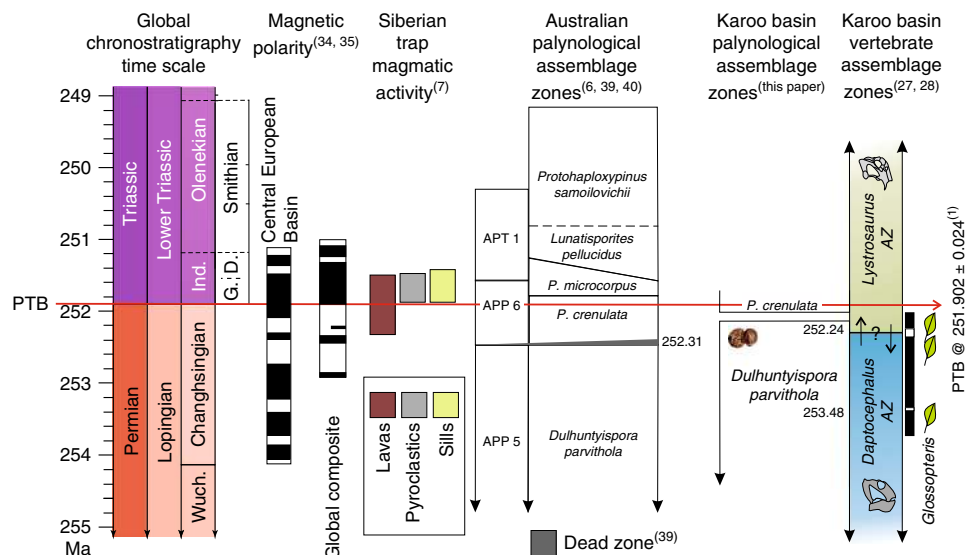 Global
chronostratigraphy
time scale
Magnetic
polarity(34, 35)
Siberian
trap
magmatic
activity(7)
Australian
palynological
assemblage
zones(6, 39, 40)
Karoo basin
palynological
assemblage
zones(this paper)
Karoo basin
vertebrate
assemblage
zones(27, 28)
249
250
251
252
253
254
255
Ma
PTB
Triassic
Permian
Lower Triassic
Lopingian
Olenekian
Ind.
Changhsingian
Wuch.
Smithian
G.
D.
Central European
Basin
Global composite
Lavas
Pyroclastics
Sills
APT 1
APP 6
APP 5
Protohaploxypinus
samoilovichii
Lunatisporites
pellucidus
P. microcorpus
P. crenulata
252.31
Dulhuntyispora
parvithola
Dead zone(39)
P. crenulata
252.24
Dulhuntyispora
parvithola
253.48
Lystrosaurus
AZ
?
Daptocephalus
AZ
Glossopteris
PTB @ 251.902 ± 0.024(1)